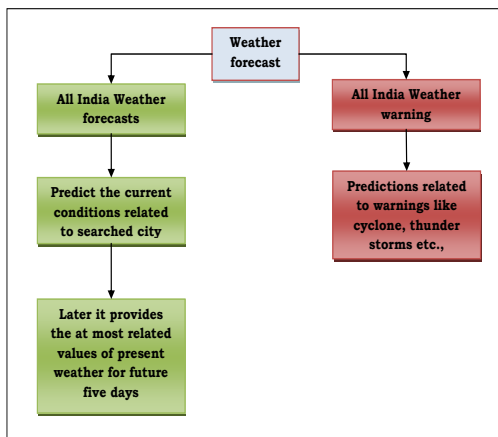 Weather
forecast
All India Weather
forecasts
All India Weather
warning
Predict the current
conditions related
to searched city
Predictions related
to warnings like
cyclone, thunder
storms etc.,
Later it provides
the at most related
values of present
weather for future
five days